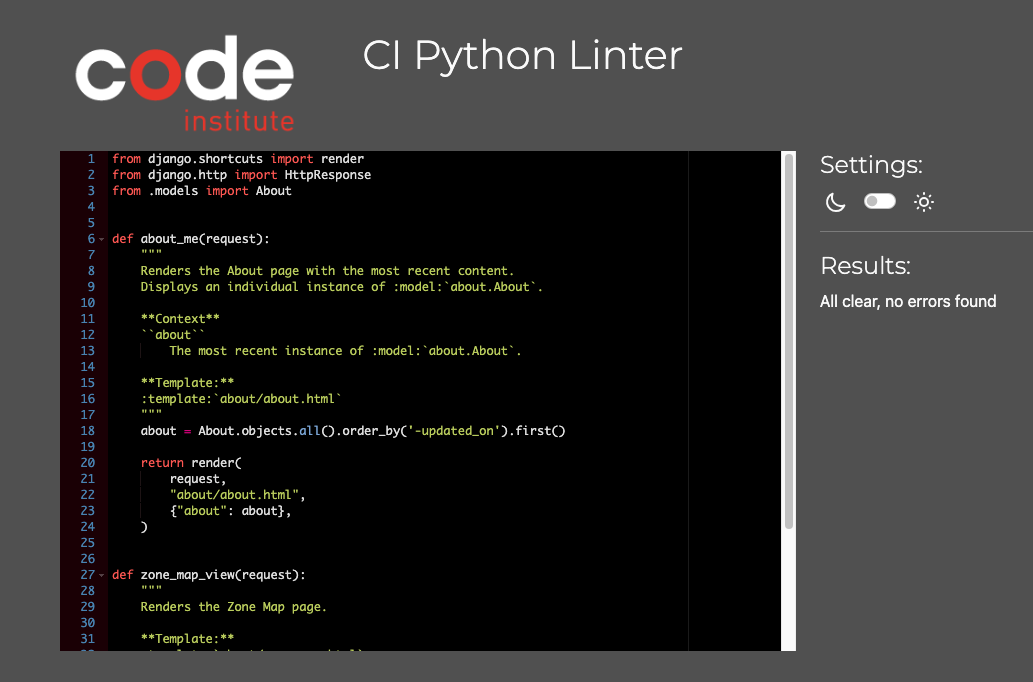 code
institute
CI Python Linter
1 from django.shortcuts import render
2 from django.http import HttpResponse
3 from .models import About
4
5
6 def about_me(request):
7     """
8     Renders the About page with the most recent content.
9     Displays an individual instance of :model:`about.About`.
10
11     **Context**
12     ``about``
13         The most recent instance of :model:`about.About`.
14
15     **Template:**
16     :template:`about/about.html`
17     """
18     about = About.objects.all().order_by('-updated_on').first()
19
20     return render(
21         request,
22         "about/about.html",
23         {"about": about},
24     )
25
26
27 def zone_map_view(request):
28     """
29     Renders the Zone Map page.
30
31     **Template:**
Settings:
Results:
All clear, no errors found